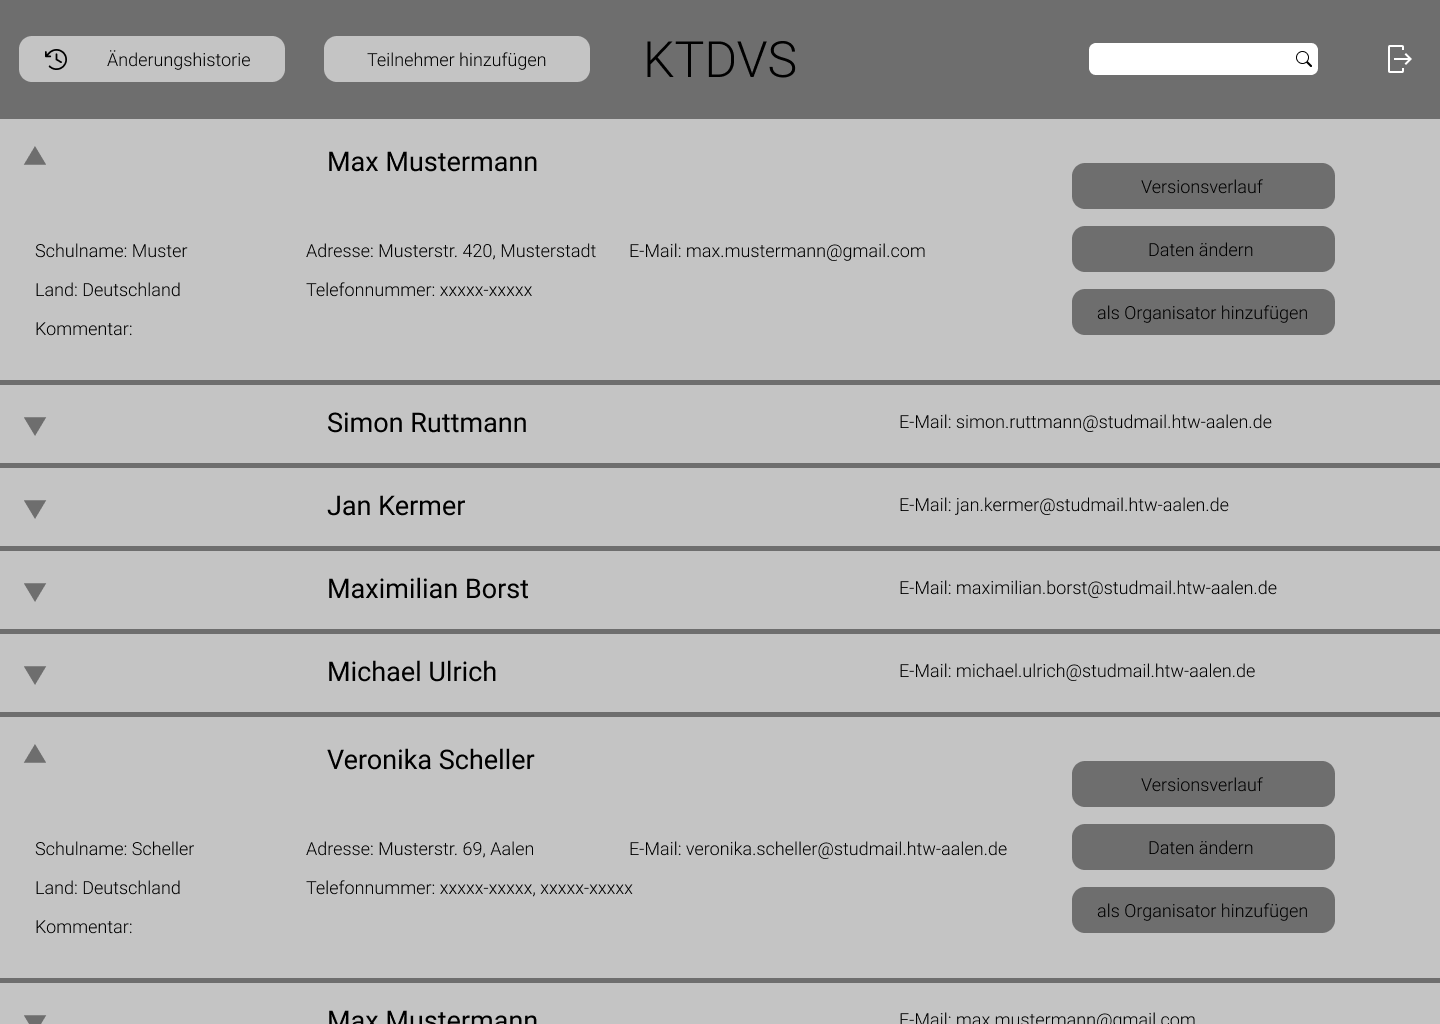 Änderungshistorie Teilnehmer hinzufügen KTDVS
Max Mustermann
Versionsverlauf
Schulname: Muster Adresse: Musterstr. 420, Musterstadt E-Mail: max.mustermann@gmail.com
Daten ändern
Land: Deutschland Telefonnummer: xxxxx-xxxxx
als Organisator hinzufügen
Kommentar:
Simon Ruttmann E-Mail: simon.ruttmann@studmail.htw-aalen.de
Jan Kermer E-Mail: jan.kermer@studmail.htw-aalen.de
Maximilian Borst E-Mail: maximilian.borst@studmail.htw-aalen.de
Michael Ulrich E-Mail: michael.ulrich@studmail.htw-aalen.de
Veronika Scheller
Versionsverlauf
Schulname: Scheller Adresse: Musterstr. 69, Aalen E-Mail: veronika.scheller@studmail.htw-aalen.de
Daten ändern
Land: Deutschland Telefonnummer: xxxxx-xxxxx, xxxxx-xxxxx
als Organisator hinzufügen
Kommentar:
Max Mustermann E-Mail: max.mustermann@gmail.com